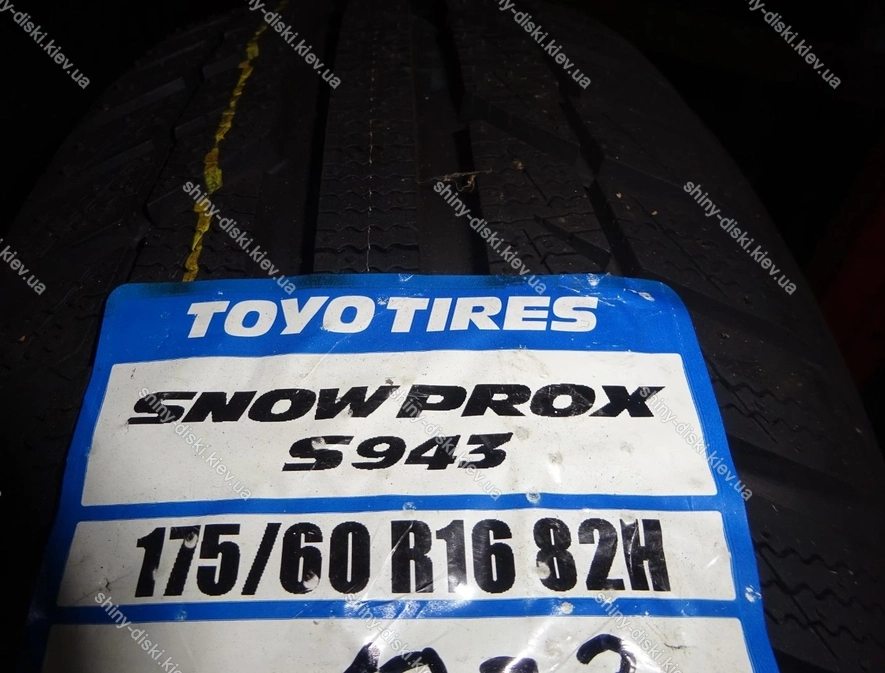 TOYO TIRES
SNOWPROX
S943
175/60 R16 82H
shiny-diski.kiev.ua